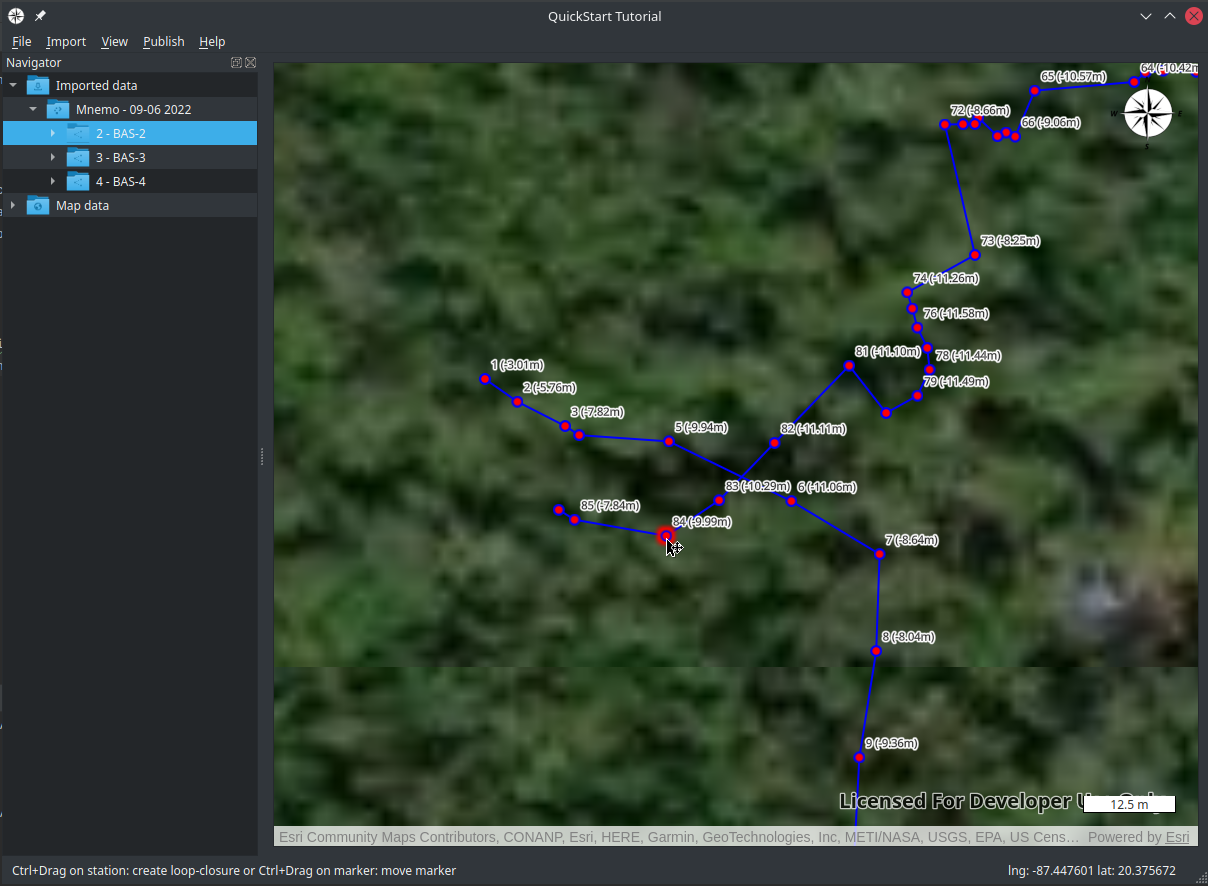 QuickStart Tutorial
File Import View Publish Help
Navigator
Imported data
Mnemo - 09-06 2022
2 - BAS-2
3 - BAS-3
4 - BAS-4
Map data
64 (-10.42m
65 (-10.57m)
72 (-8.66m)
66 (-9.06m)
W E
S
73 (-8.25m)
74 (-11.26m)
76 (-11.58m)
81 (-11.10m)
78 (-11.44m)
79 (-11.49m)
1 (-3.01m)
2 (-5.76m)
3 (-7.82m)
5 (-9.94m)
82 (-11.11m)
83 (-10.29m)
6 (-11.06m)
85 (-7.84m)
84 (-9.99m)
7 (-8.64m)
8 (-8.04m)
9 (-9.36m)
Licensed For Developer
12.5 m
Esri Community Maps Contributors, CONANP, Esri, HERE, Garmin, GeoTechnologies, Inc, METI/NASA, USGS, EPA, US Cens... Powered by Esri
Ctrl+Drag on station: create loop-closure or Ctrl+Drag on marker: move marker
lng: -87.447601 lat: 20.375672